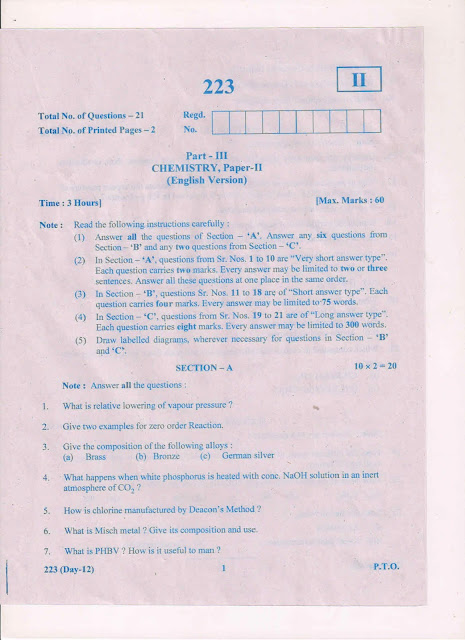 223
II
Total No. of Questions – 21
Regd.
Total No. of Printed Pages – 2
No.
Part - III
CHEMISTRY, Paper-II
(English Version)
Time : 3 Hours]
[Max. Marks : 60
Note : Read the following instructions carefully :
(1) Answer all the questions of Section – ‘A’. Answer any six questions from
Section – ‘B’ and any two questions from Section – ‘C’.
(2) In Section – ‘A’, questions from Sr. Nos. 1 to 10 are “Very short answer type”.
Each question carries two marks. Every answer may be limited to two or three
sentences. Answer all these questions at one place in the same order.
(3) In Section – ‘B’, questions Sr. Nos. 11 to 18 are of “Short answer type”. Each
question carries four marks. Every answer may be limited to 75 words.
(4) In Section – ‘C’, questions from Sr. Nos. 19 to 21 are of “Long answer type”.
Each question carries eight marks. Every answer may be limited to 300 words.
(5) Draw labelled diagrams, wherever necessary for questions in Section – ‘B’
and ‘C’.
SECTION – A
10 × 2 = 20
Note : Answer all the questions :
1. What is relative lowering of vapour pressure ?
2. Give two examples for zero order Reaction.
3. Give the composition of the following alloys :
(a) Brass (b) Bronze (c) German silver
4. What happens when white phosphorus is heated with conc. NaOH solution in an inert
atmosphere of CO₂ ?
5. How is chlorine manufactured by Deacon’s Method ?
6. What is Misch metal ? Give its composition and use.
7. What is PHBV ? How is it useful to man ?
223 (Day-12)
1
P.T.O.